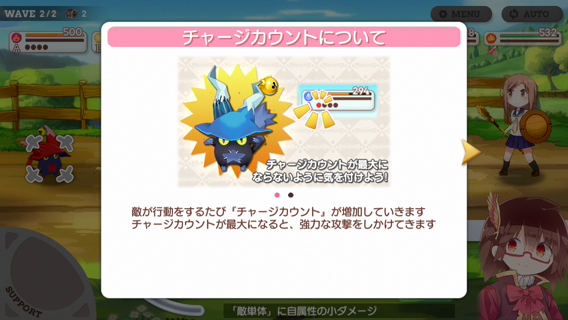 WAVE 2/2
2
MENU
AUTO
500
532
チャージカウントについて
294
チャージカウントが最大に
ならないように気を付けよう!
敵が行動をするたび「チャージカウント」が増加していきます
チャージカウントが最大になると、強力な攻撃をしかけてきます
SUPPORT
「敵単体」に自属性の小ダメージ